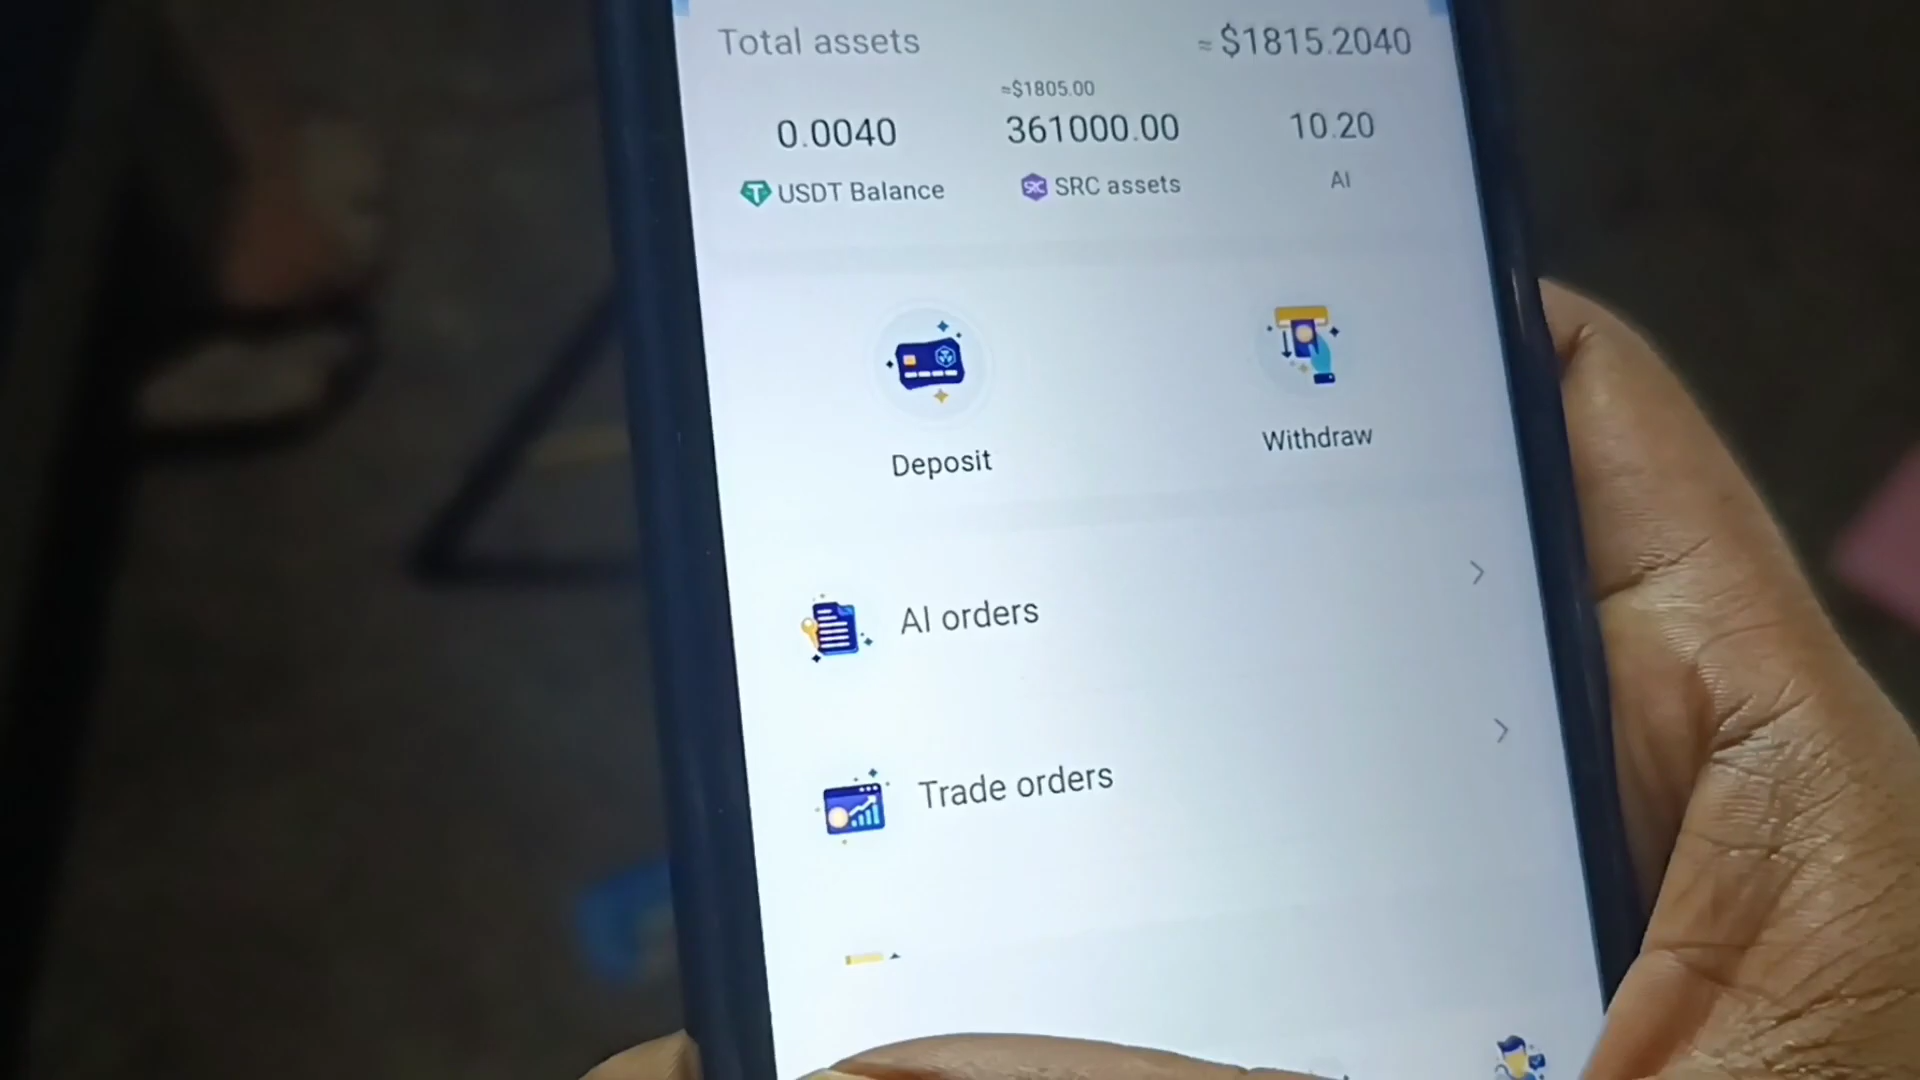 Total assets ≈ $1815.2040
≈$1805.00
0.0040 361000.00 10.20
USDT Balance SRC assets AI
Deposit Withdraw
AI orders
Trade orders